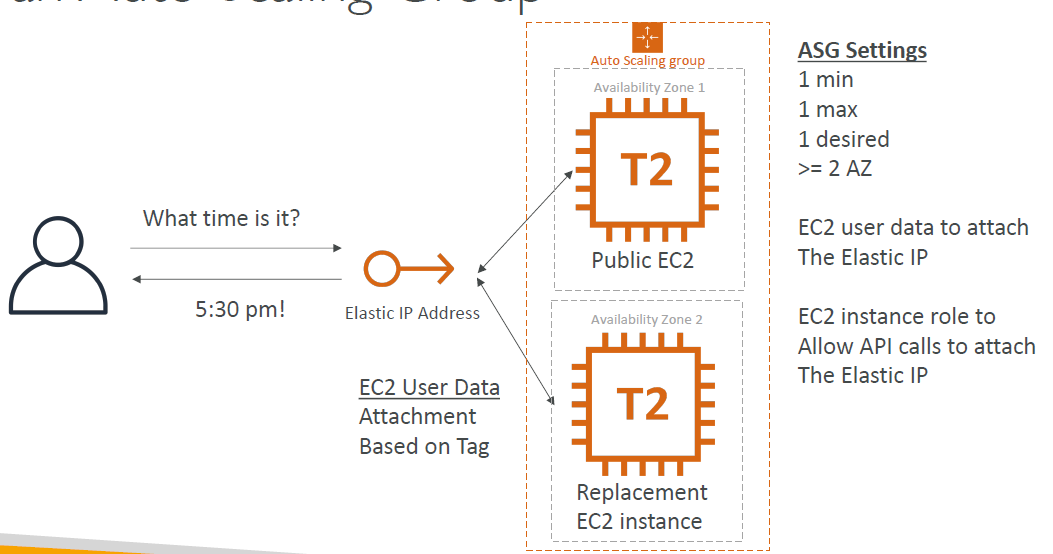 Scaling Group
What time is it?
5:30 pm!
Elastic IP Address
EC2 User Data
Attachment
Based on Tag
Auto Scaling group
Availability Zone 1
T2
Public EC2
Availability Zone 2
T2
Replacement
EC2 instance
ASG Settings
1 min
1 max
1 desired
>= 2 AZ
EC2 user data to attach
The Elastic IP
EC2 instance role to
Allow API calls to attach
The Elastic IP